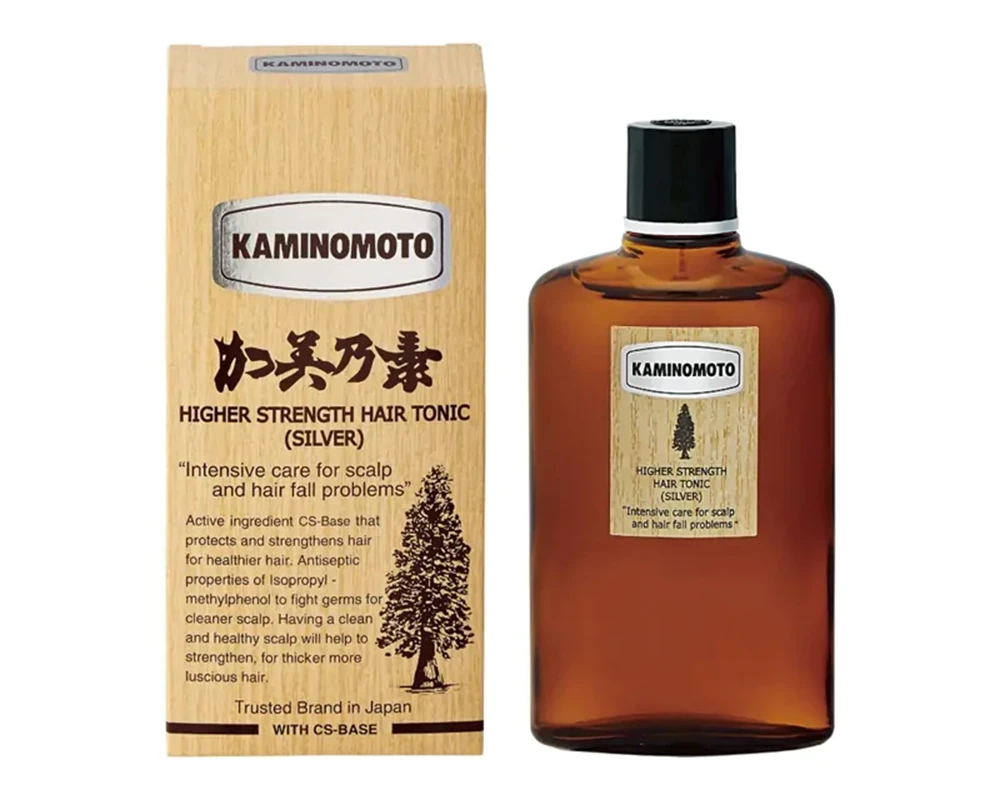 KAMINOMOTO
KAMINOMOTO
加美乃素
HIGHER STRENGTH HAIR TONIC
(SILVER)
“Intensive care for scalp
and hair fall problems”
Active ingredient CS-Base that
protects and strengthens hair
for healthier hair. Antiseptic
properties of Isopropyl -
methylphenol to fight germs for
cleaner scalp. Having a clean
and healthy scalp will help to
strengthen, for thicker more
luscious hair.
Trusted Brand in Japan
WITH CS-BASE
KAMINOMOTO
HIGHER STRENGTH
HAIR TONIC
(SILVER)
“Intensive care for scalp
and hair fall problems”